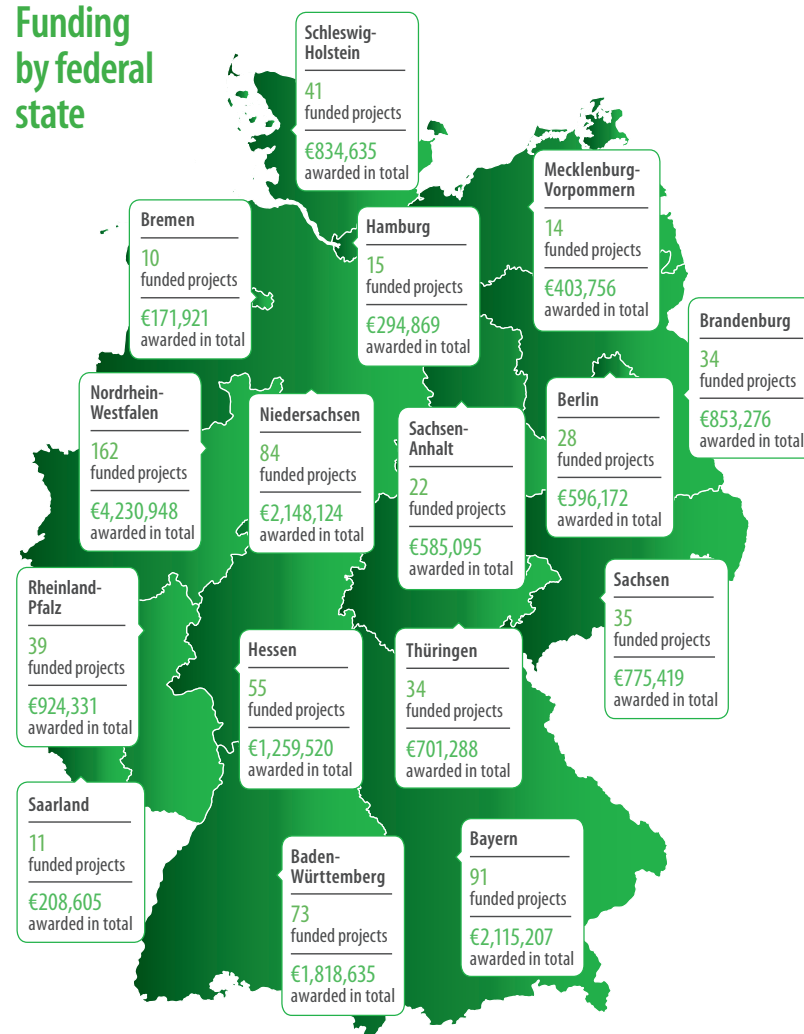 Funding
by federal
state
Schleswig-
Holstein
41
funded projects
€834,635
awarded in total
Mecklenburg-
Vorpommern
14
funded projects
€403,756
awarded in total
Bremen
10
funded projects
€171,921
awarded in total
Hamburg
15
funded projects
€294,869
awarded in total
Brandenburg
34
funded projects
€853,276
awarded in total
Nordrhein-
Westfalen
162
funded projects
€4,230,948
awarded in total
Niedersachsen
84
funded projects
€2,148,124
awarded in total
Sachsen-
Anhalt
22
funded projects
€585,095
awarded in total
Berlin
28
funded projects
€596,172
awarded in total
Rheinland-
Pfalz
39
funded projects
€924,331
awarded in total
Hessen
55
funded projects
€1,259,520
awarded in total
Thüringen
34
funded projects
€701,288
awarded in total
Sachsen
35
funded projects
€775,419
awarded in total
Saarland
11
funded projects
€208,605
awarded in total
Baden-
Württemberg
73
funded projects
€1,818,635
awarded in total
Bayern
91
funded projects
€2,115,207
awarded in total